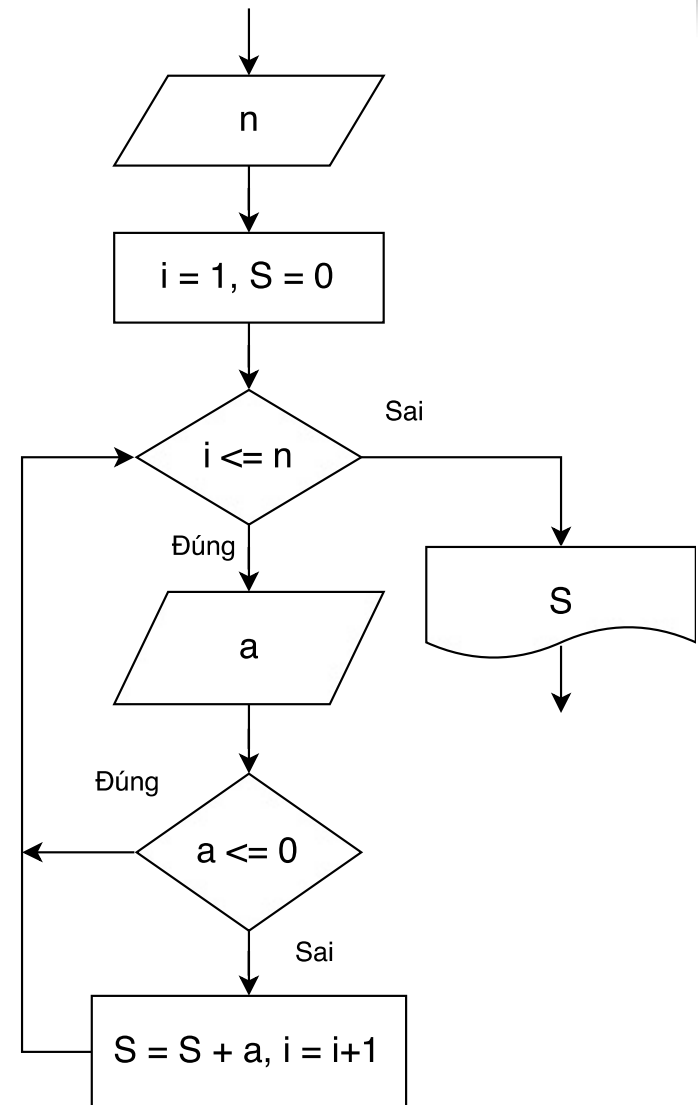 n
i = 1, S = 0
Sai
i <= n
Đúng
S
a
Đúng
a <= 0
Sai
S = S + a, i = i+1